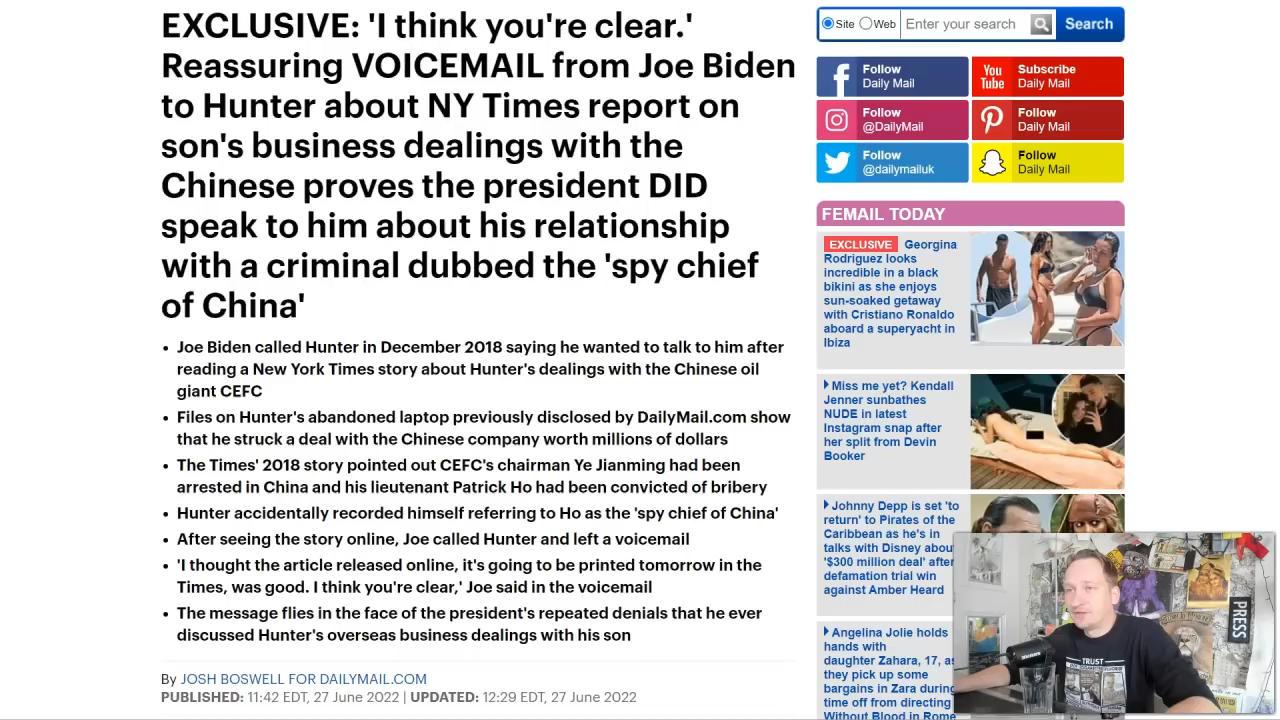 EXCLUSIVE: 'I think you're clear.'
Reassuring VOICEMAIL from Joe Biden
to Hunter about NY Times report on
son's business dealings with the
Chinese proves the president DID
speak to him about his relationship
with a criminal dubbed the 'spy chief
of China'
• Joe Biden called Hunter in December 2018 saying he wanted to talk to him after
reading a New York Times story about Hunter's dealings with the Chinese oil
giant CEFC
• Files on Hunter's abandoned laptop previously disclosed by DailyMail.com show
that he struck a deal with the Chinese company worth millions of dollars
• The Times' 2018 story pointed out CEFC's chairman Ye Jianming had been
arrested in China and his lieutenant Patrick Ho had been convicted of bribery
• Hunter accidentally recorded himself referring to Ho as the 'spy chief of China'
• After seeing the story online, Joe called Hunter and left a voicemail
• 'I thought the article released online, it's going to be printed tomorrow in the
Times, was good. I think you're clear,' Joe said in the voicemail
• The message flies in the face of the president's repeated denials that he ever
discussed Hunter's overseas business dealings with his son
By JOSH BOSWELL FOR DAILYMAIL.COM
PUBLISHED: 11:42 EDT, 27 June 2022 | UPDATED: 12:29 EDT, 27 June 2022
Site Web Enter your search Search
Follow
Daily Mail
You
Tube
Subscribe
Daily Mail
Follow
@DailyMail
Follow
Daily Mail
Follow
@dailymailuk
Follow
Daily Mail
FEMAIL TODAY
EXCLUSIVE Georgina
Rodriguez looks
incredible in a black
bikini as she enjoys
sun-soaked getaway
with Cristiano Ronaldo
aboard a superyacht in
Ibiza
Miss me yet? Kendall
Jenner sunbathes
NUDE in latest
Instagram snap after
her split from Devin
Booker
Johnny Depp is set 'to
return' to Pirates of the
Caribbean as he's in
talks with Disney abou
'$300 million deal' after
defamation trial win
against Amber Heard
Angelina Jolie holds
hands with
daughter Zahara, 17, as
they pick up some
bargains in Zara during
time off from directing
Without Blood in Rome
PRESS
TRUST